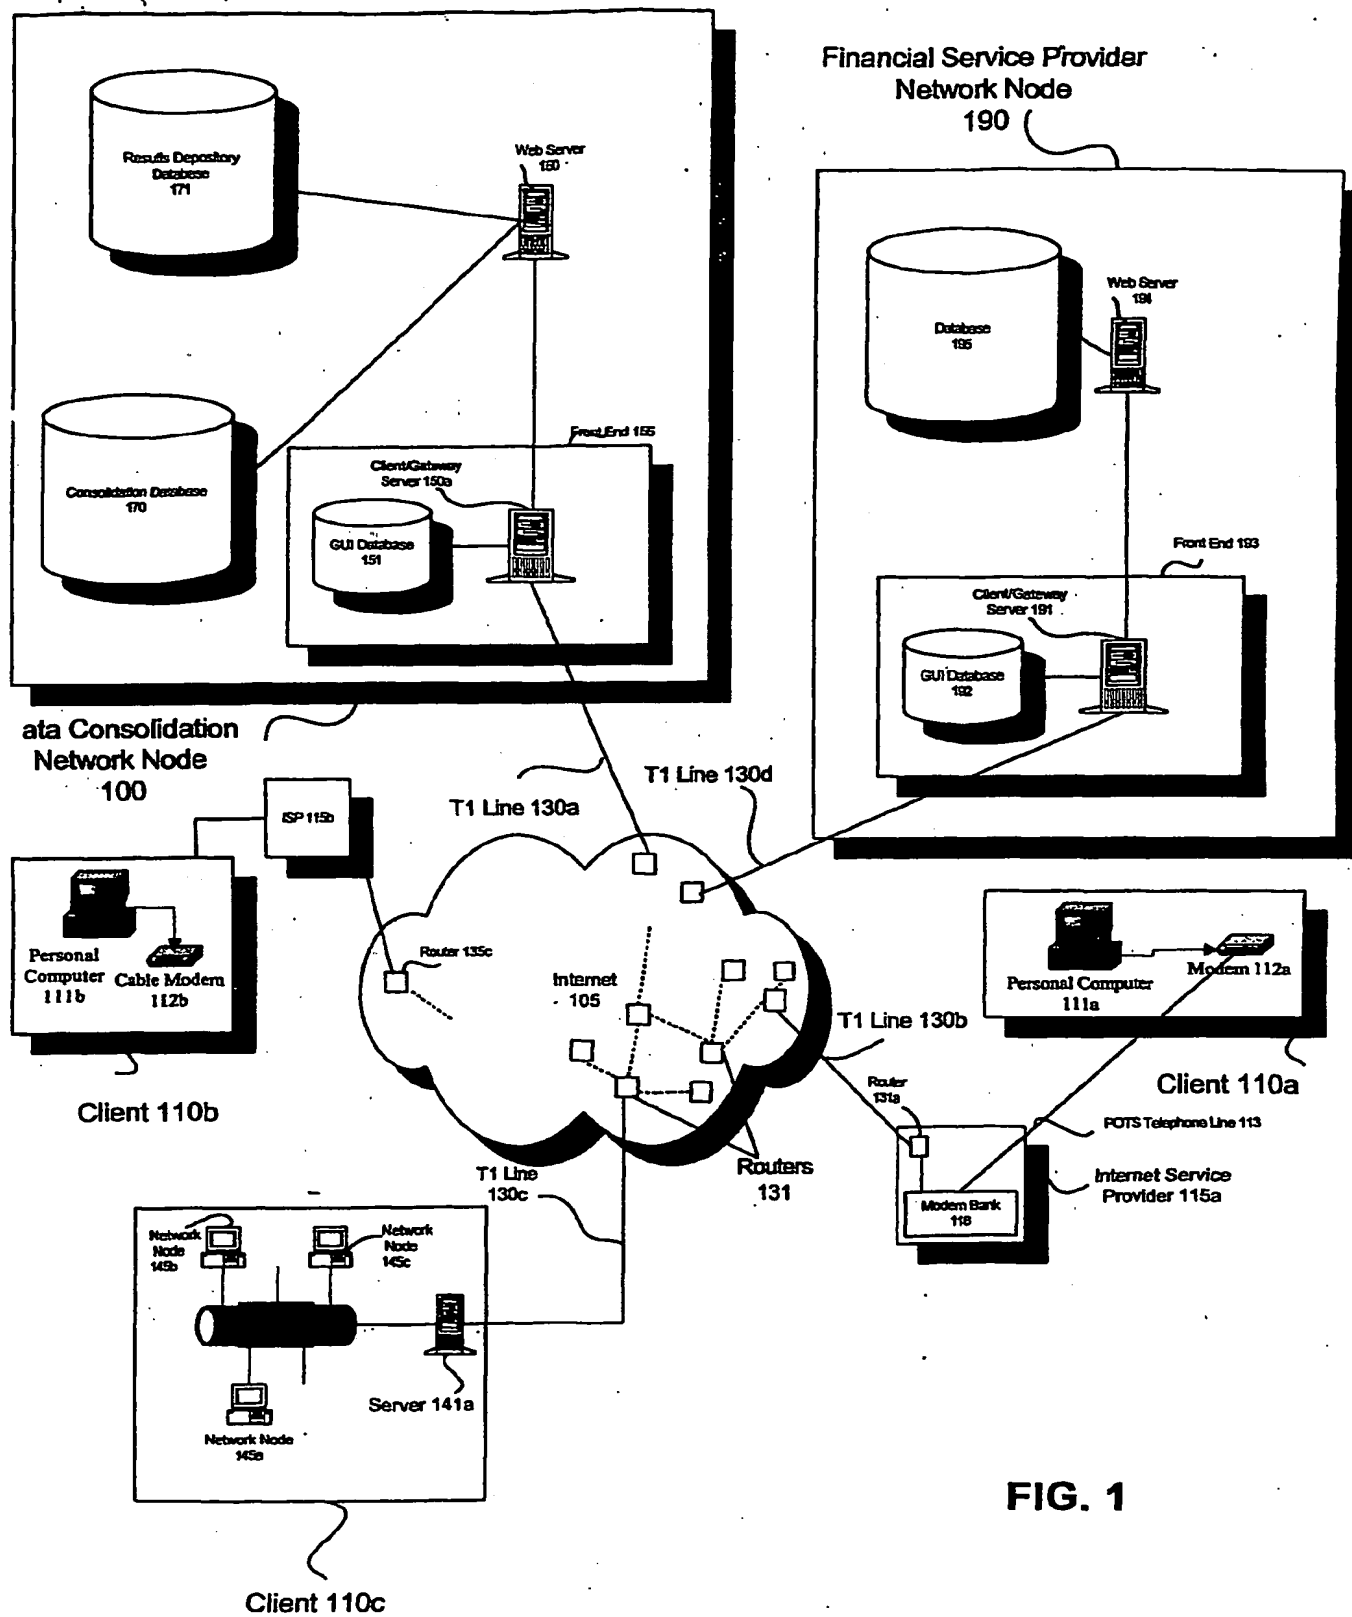 Financial Service Provider
Network Node
190
Results Depository
Database
171
Web Server
160
Web Server
194
Database
195
Front End 155
Client/Gateway
Server 150a
Consolidation Database
170
GUI Database
151
Front End 193
Client/Gateway
Server 191
GUI Database
192
ata Consolidation
Network Node
100
T1 Line 130a
T1 Line 130d
ISP 115b
Personal
Computer
111b
Cable Modem
112b
Router 135c
Internet
105
Personal Computer
111a
Modem 112a
T1 Line 130b
Client 110b
Client 110a
Router
131a
POTS Telephone Line 113
Routers
131
Internet Service
Provider 115a
Modem Bank
118
T1 Line
130c
Network
Node
145b
Network
Node
145c
Server 141a
Network Node
145a
FIG. 1
Client 110c